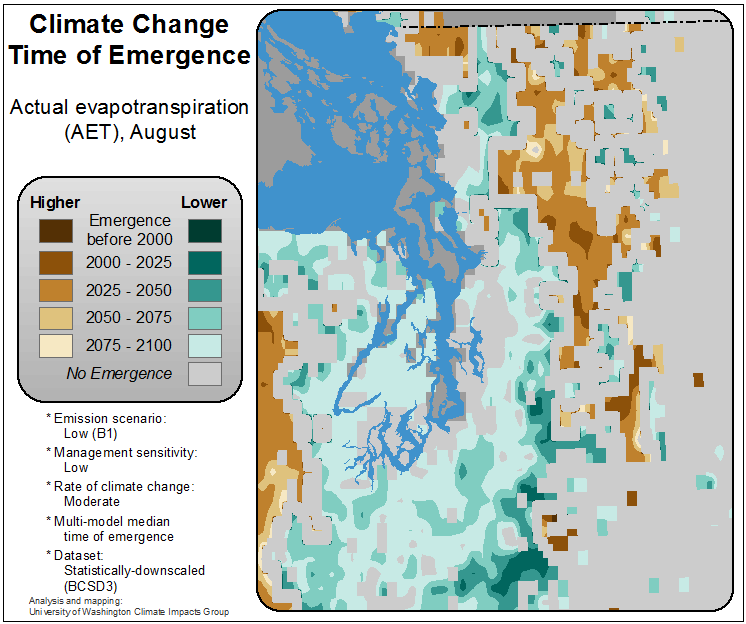 Climate Change
Time of Emergence
Actual evapotranspiration
(AET), August
Higher Lower
Emergence
before 2000
2000 - 2025
2025 - 2050
2050 - 2075
2075 - 2100
No Emergence
* Emission scenario:
Low (B1)
* Management sensitivity:
Low
* Rate of climate change:
Moderate
* Multi-model median
time of emergence
* Dataset:
Statistically-downscaled
(BCSD3)
Analysis and mapping:
University of Washington Climate Impacts Group